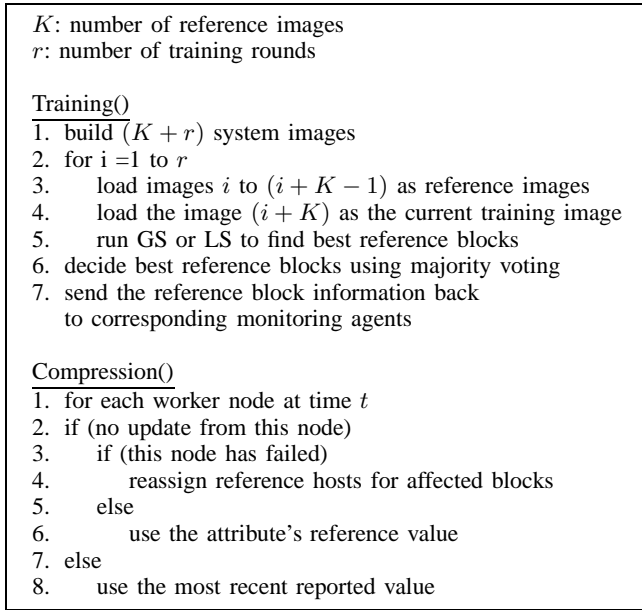 K: number of reference images
r: number of training rounds
Training()
1. build (K + r) system images
2. for i =1 to r
3. load images i to (i + K − 1) as reference images
4. load the image (i + K) as the current training image
5. run GS or LS to find best reference blocks
6. decide best reference blocks using majority voting
7. send the reference block information back
to corresponding monitoring agents
Compression()
1. for each worker node at time t
2. if (no update from this node)
3. if (this node has failed)
4. reassign reference hosts for affected blocks
5. else
6. use the attribute's reference value
7. else
8. use the most recent reported value